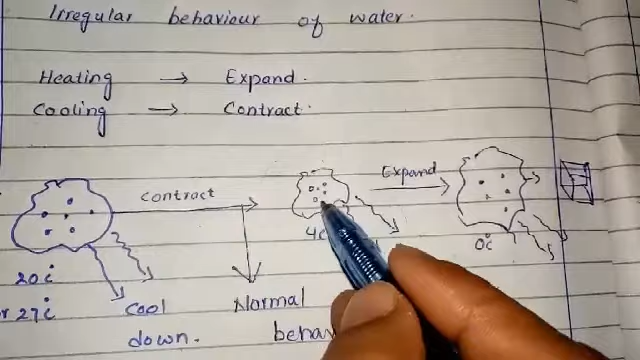 Irregular behaviour of water.
Heating → Expand.
Cooling → Contract.
contract Expand
4c 0c
20c
r 27c cool Normal
down. behav